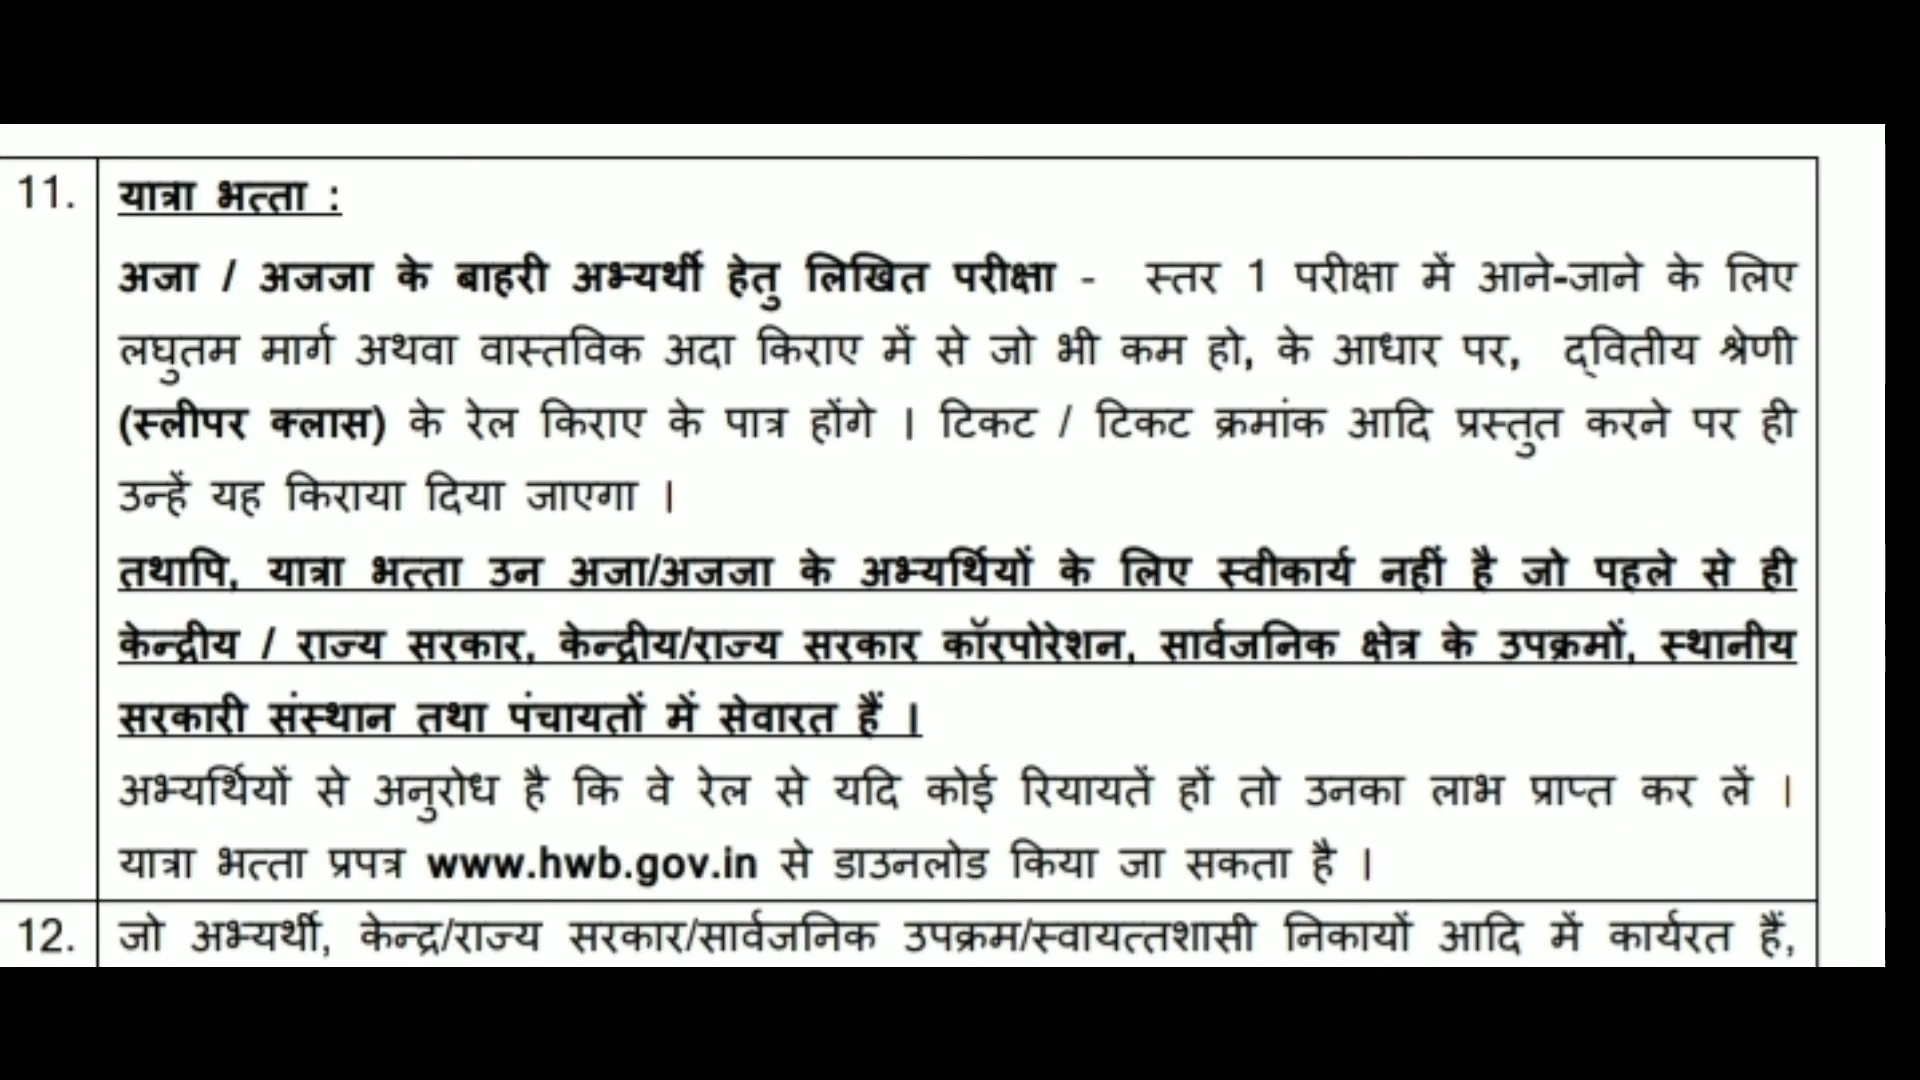 11. यात्रा भत्ता :
अजा / अजजा के बाहरी अभ्यर्थी हेतु लिखित परीक्षा - स्तर 1 परीक्षा में आने-जाने के लिए
लघुतम मार्ग अथवा वास्तविक अदा किराए में से जो भी कम हो, के आधार पर, द्वितीय श्रेणी
(स्लीपर क्लास) के रेल किराए के पात्र होंगे । टिकट / टिकट क्रमांक आदि प्रस्तुत करने पर ही
उन्हें यह किराया दिया जाएगा ।
तथापि, यात्रा भत्ता उन अजा/अजजा के अभ्यर्थियों के लिए स्वीकार्य नहीं है जो पहले से ही
केन्द्रीय / राज्य सरकार, केन्द्रीय/राज्य सरकार कॉरपोरेशन, सार्वजनिक क्षेत्र के उपक्रमों, स्थानीय
सरकारी संस्थान तथा पंचायतों में सेवारत हैं ।
अभ्यर्थियों से अनुरोध है कि वे रेल से यदि कोई रियायतें हों तो उनका लाभ प्राप्त कर लें ।
यात्रा भत्ता प्रपत्र www.hwb.gov.in से डाउनलोड किया जा सकता है ।
12. जो अभ्यर्थी, केन्द्र/राज्य सरकार/सार्वजनिक उपक्रम/स्वायत्तशासी निकायों आदि में कार्यरत हैं,